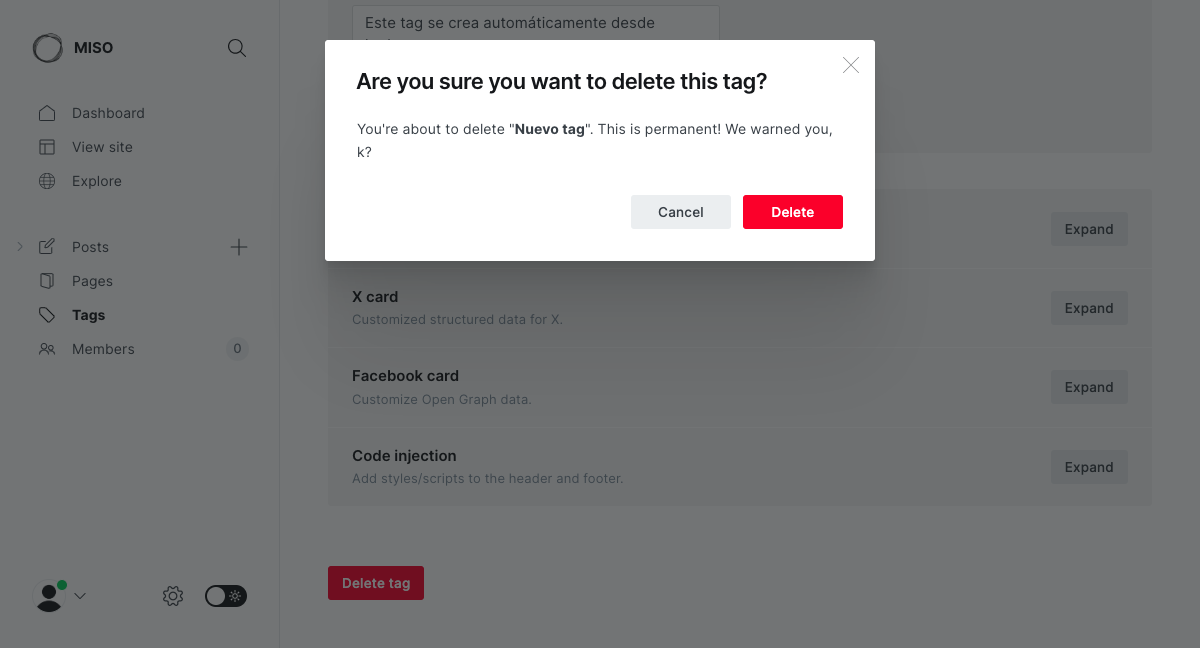 MISO
Dashboard
View site
Explore
Posts
Pages
Tags
Members
0
Este tag se crea automáticamente desde
Are you sure you want to delete this tag?
You're about to delete "Nuevo tag". This is permanent! We warned you,
k?
Cancel
Delete
Expand
X card
Customized structured data for X.
Expand
Facebook card
Customize Open Graph data.
Expand
Code injection
Add styles/scripts to the header and footer.
Expand
Delete tag